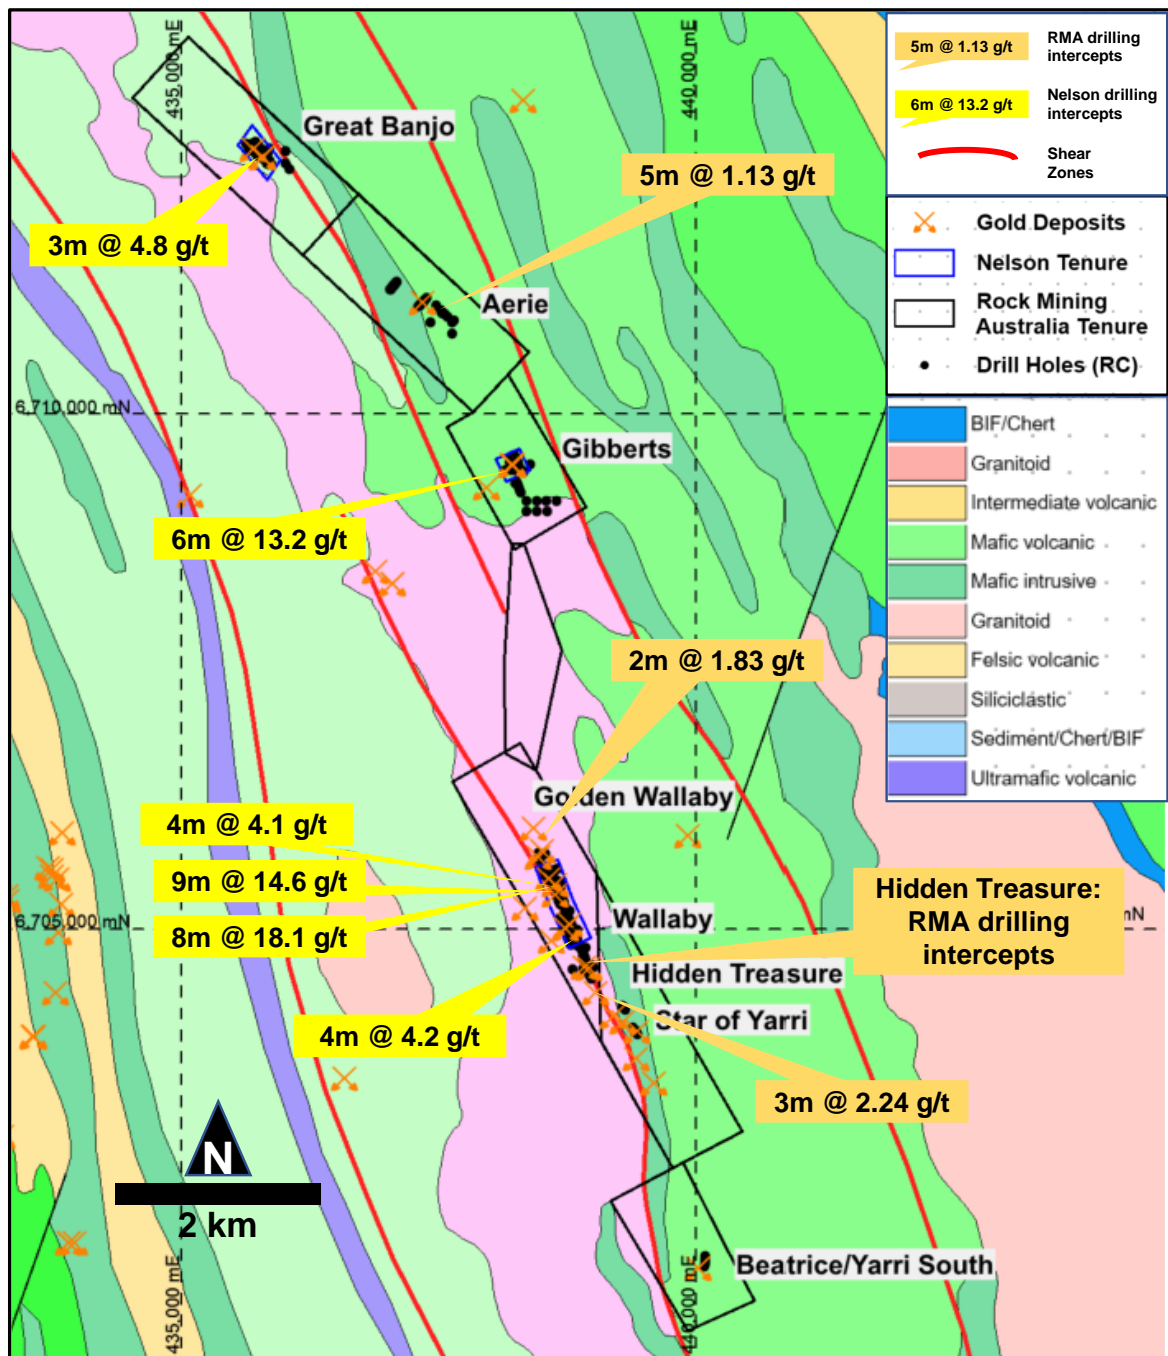 435,000 mE
440,000 mE
5m @ 1.13 g/t
RMA drilling
intercepts
6m @ 13.2 g/t
Nelson drilling
intercepts
Shear
Zones
Great Banjo
5m @ 1.13 g/t
3m @ 4.8 g/t
Aerie
Gold Deposits
Nelson Tenure
Rock Mining
Australia Tenure
Drill Holes (RC)
6,710,000 mN
BIF/Chert
Granitoid
Intermediate volcanic
Mafic volcanic
Mafic intrusive
Granitoid
Felsic volcanic
Siliciclastic
Sediment/Chert/BIF
Ultramafic volcanic
Gibberts
6m @ 13.2 g/t
2m @ 1.83 g/t
Golden Wallaby
4m @ 4.1 g/t
9m @ 14.6 g/t
8m @ 18.1 g/t
Hidden Treasure:
RMA drilling
intercepts
6,705,000 mN
mN
Wallaby
Hidden Treasure
Star of Yarri
4m @ 4.2 g/t
3m @ 2.24 g/t
N
2 km
Beatrice/Yarri South
435,000 mE
440,000 mE